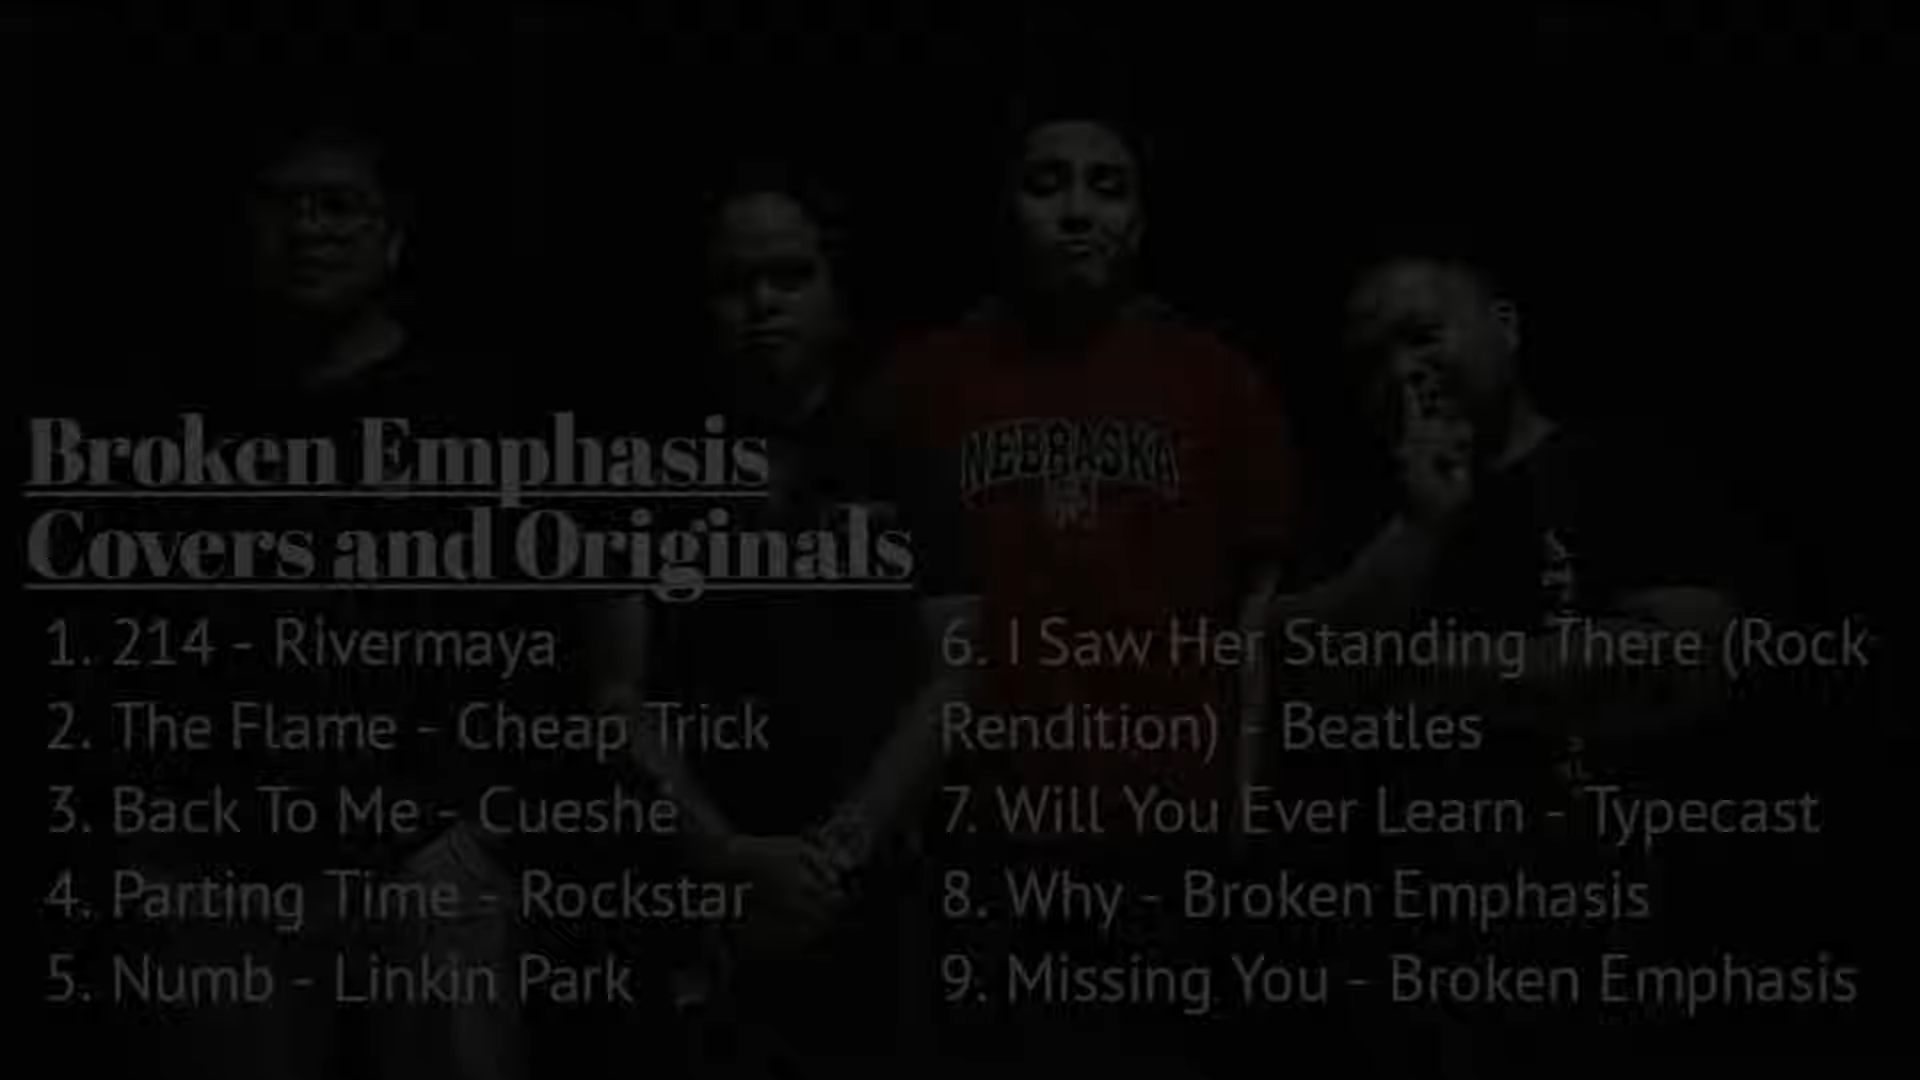 NEBRASKA
Broken Emphasis
Covers and Originals
1. 214 - Rivermaya
2. The Flame - Cheap Trick
3. Back To Me - Cueshe
4. Parting Time - Rockstar
5. Numb - Linkin Park
6. I Saw Her Standing There (Rock
Rendition) - Beatles
7. Will You Ever Learn - Typecast
8. Why - Broken Emphasis
9. Missing You - Broken Emphasis